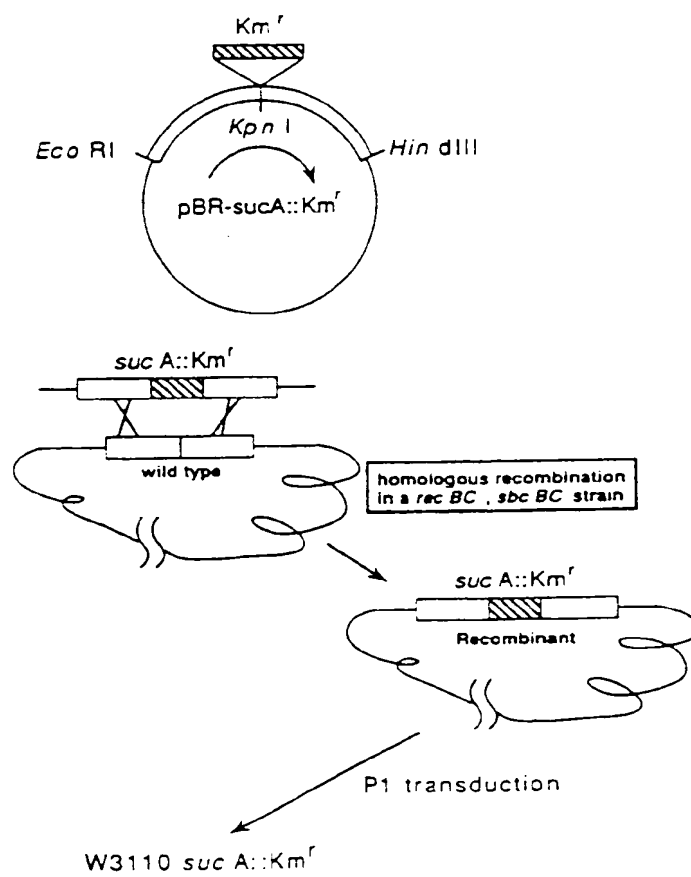 Km^r
Kpn I
Eco RI
Hin dIII
pBR-sucA::Km^r
suc A::Km^r
wild type
homologous recombination
in a rec BC , sbc BC strain
suc A::Km^r
Recombinant
P1 transduction
W3110 suc A::Km^r